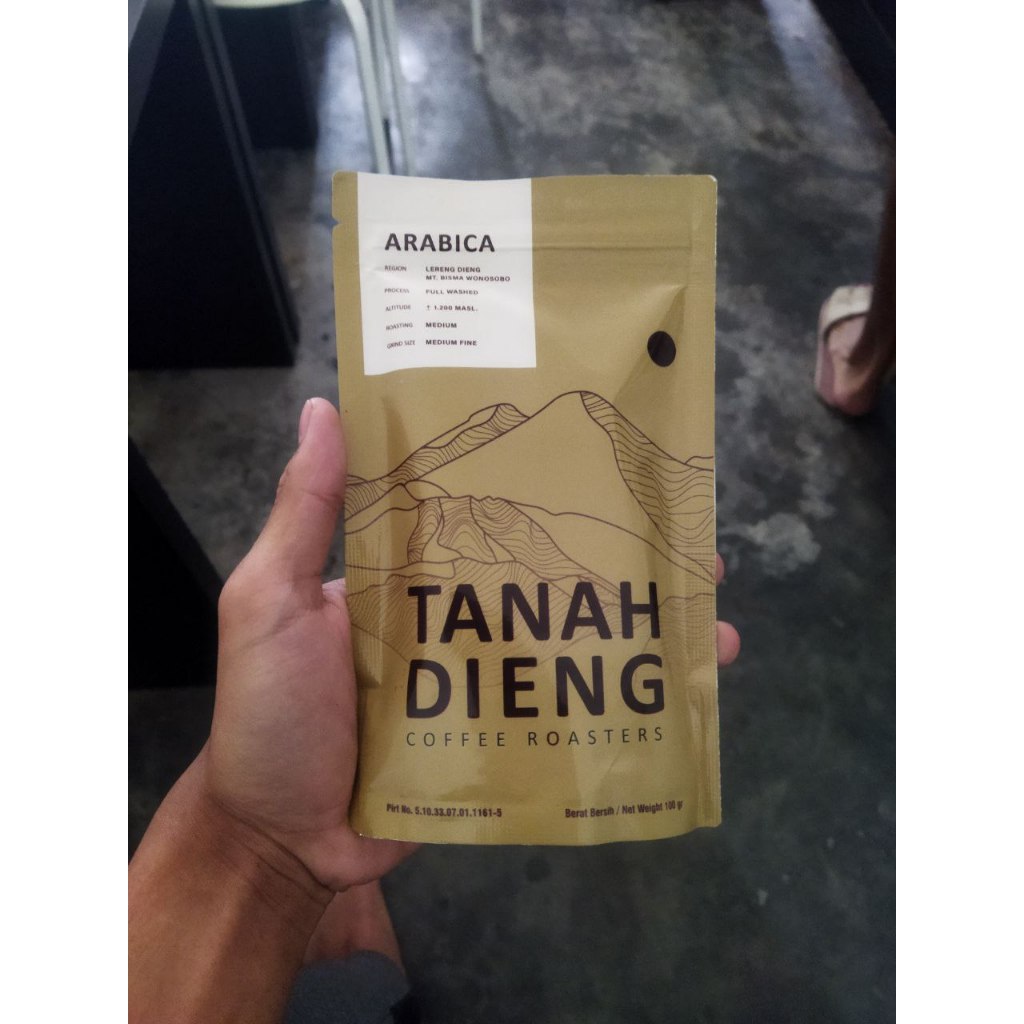 ARABICA
REGION LERENG DIENG
MT. BISMA WONOSOBO
PROCESS FULL WASHED
ALTITUDE ↑ 1.200 MASL.
ROASTING MEDIUM
GRIND SIZE MEDIUM FINE
TANAH
DIENG
COFFEE ROASTERS
PIrt No. 5.10.33.07.01.1161-5 Berat Bersih / Net Weight 100 gr